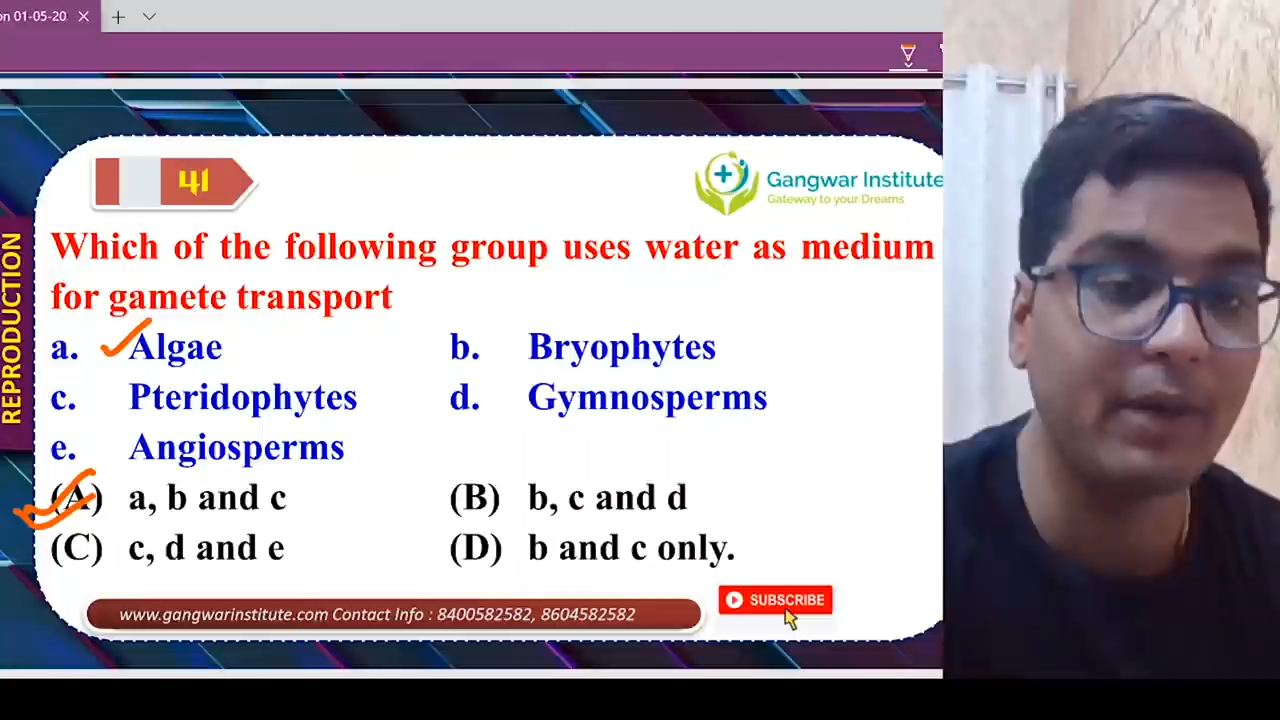 on 01-05-20
41
Gangwar Institute
Gateway to your Dreams
REPRODUCTION
Which of the following group uses water as medium
for gamete transport
a. Algae b. Bryophytes
c. Pteridophytes d. Gymnosperms
e. Angiosperms
(A) a, b and c (B) b, c and d
(C) c, d and e (D) b and c only.
www.gangwarinstitute.com Contact Info : 8400582582, 8604582582
SUBSCRIBE